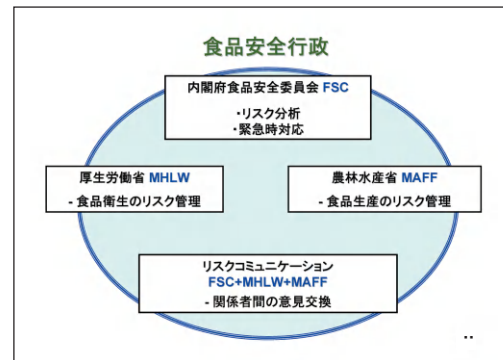 食品安全行政
内閣府食品安全委員会 FSC
・リスク分析
・緊急時対応
厚生労働省 MHLW
- 食品衛生のリスク管理
農林水産省 MAFF
- 食品生産のリスク管理
リスクコミュニケーション
FSC+MHLW+MAFF
- 関係者間の意見交換
..